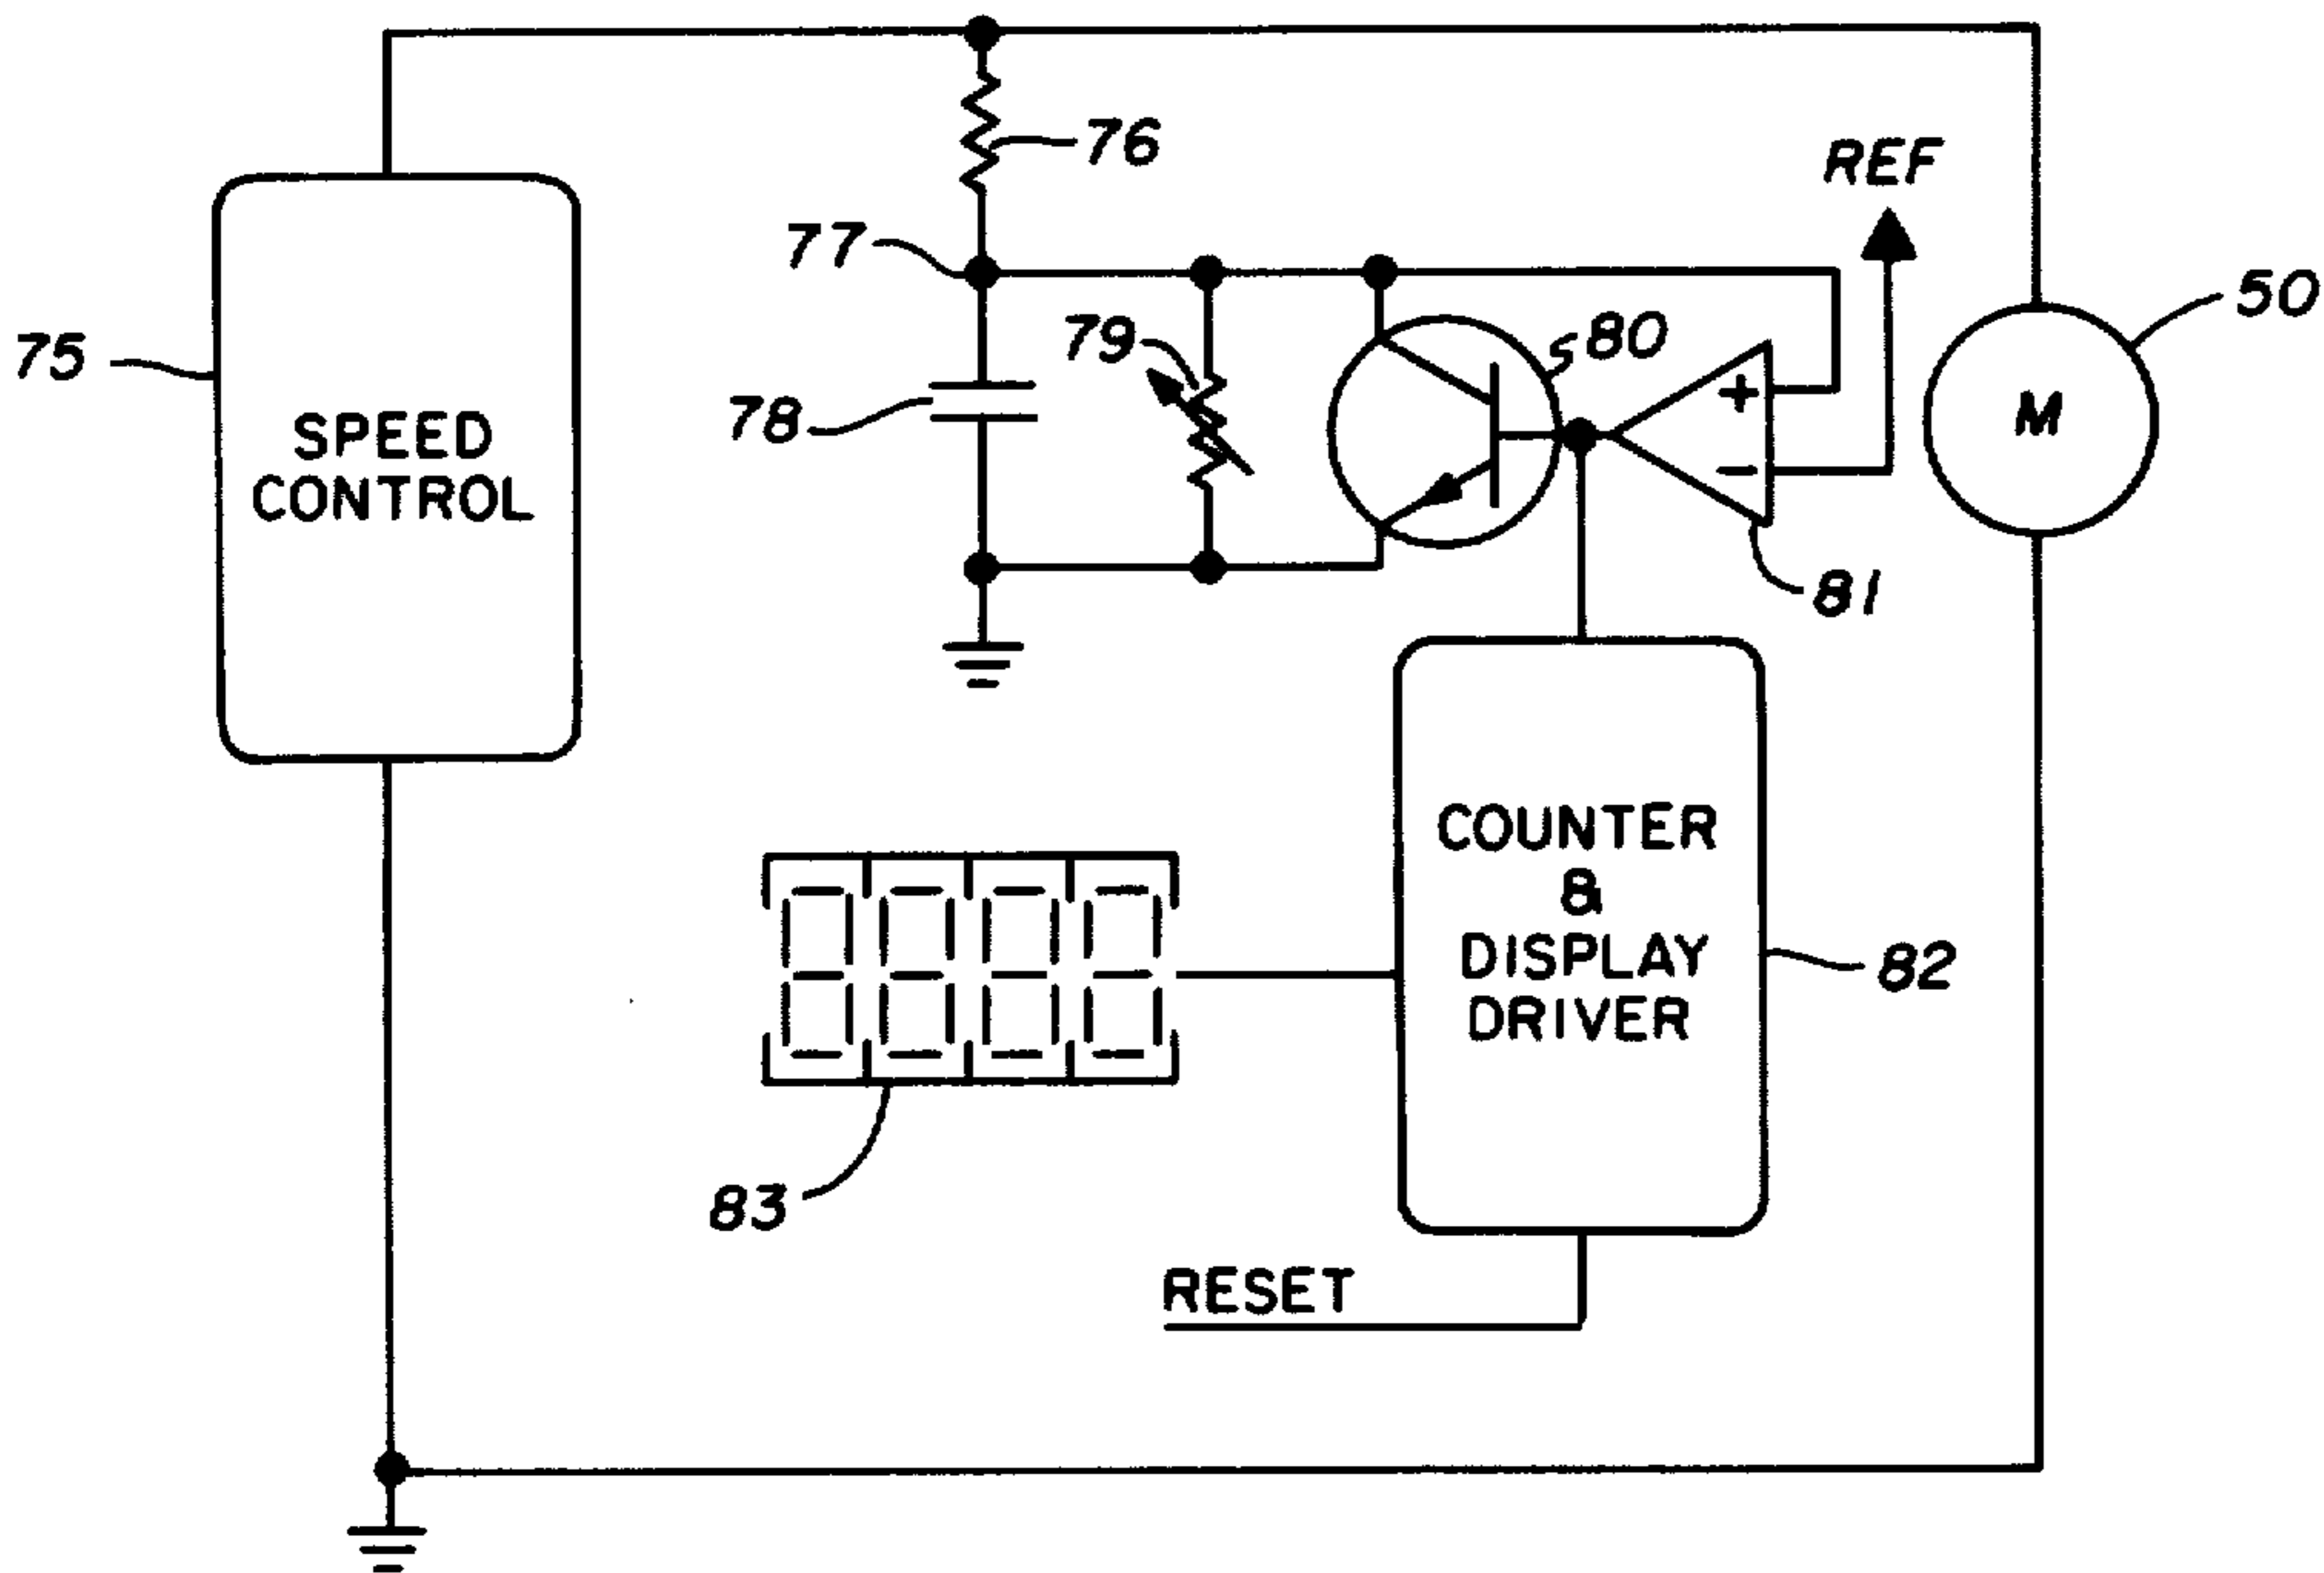 76
REF
77
50
75
79
80
78
+
M
SPEED
CONTROL
−
81
COUNTER
&
DISPLAY
DRIVER
82
83
RESET